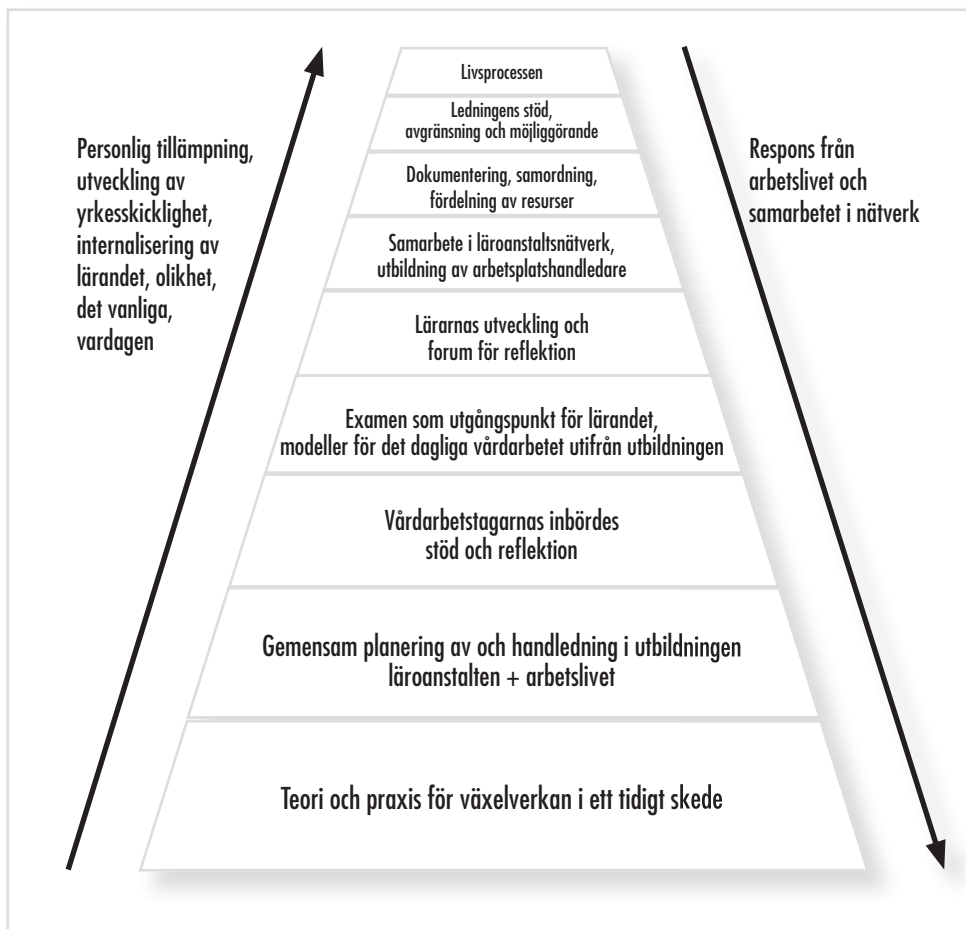 Personlig tillämpning,
utveckling av
yrkesskicklighet,
internalisering av
lärandet, olikhet,
det vanliga,
vardagen
Livsprocessen
Ledningens stöd,
avgränsning och möjliggörande
Dokumentering, samordning,
fördelning av resurser
Samarbete i läroanstaltsnätverk,
utbildning av arbetsplatshandledare
Lärarnas utveckling och
forum för reflektion
Examen som utgångspunkt för lärandet,
modeller för det dagliga vårdarbetet utifrån utbildningen
Vårdarbetstagarnas inbördes
stöd och reflektion
Gemensam planering av och handledning i utbildningen
läroanstalten + arbetslivet
Teori och praxis för växelverkan i ett tidigt skede
Respons från
arbetslivet och
samarbetet i nätverk